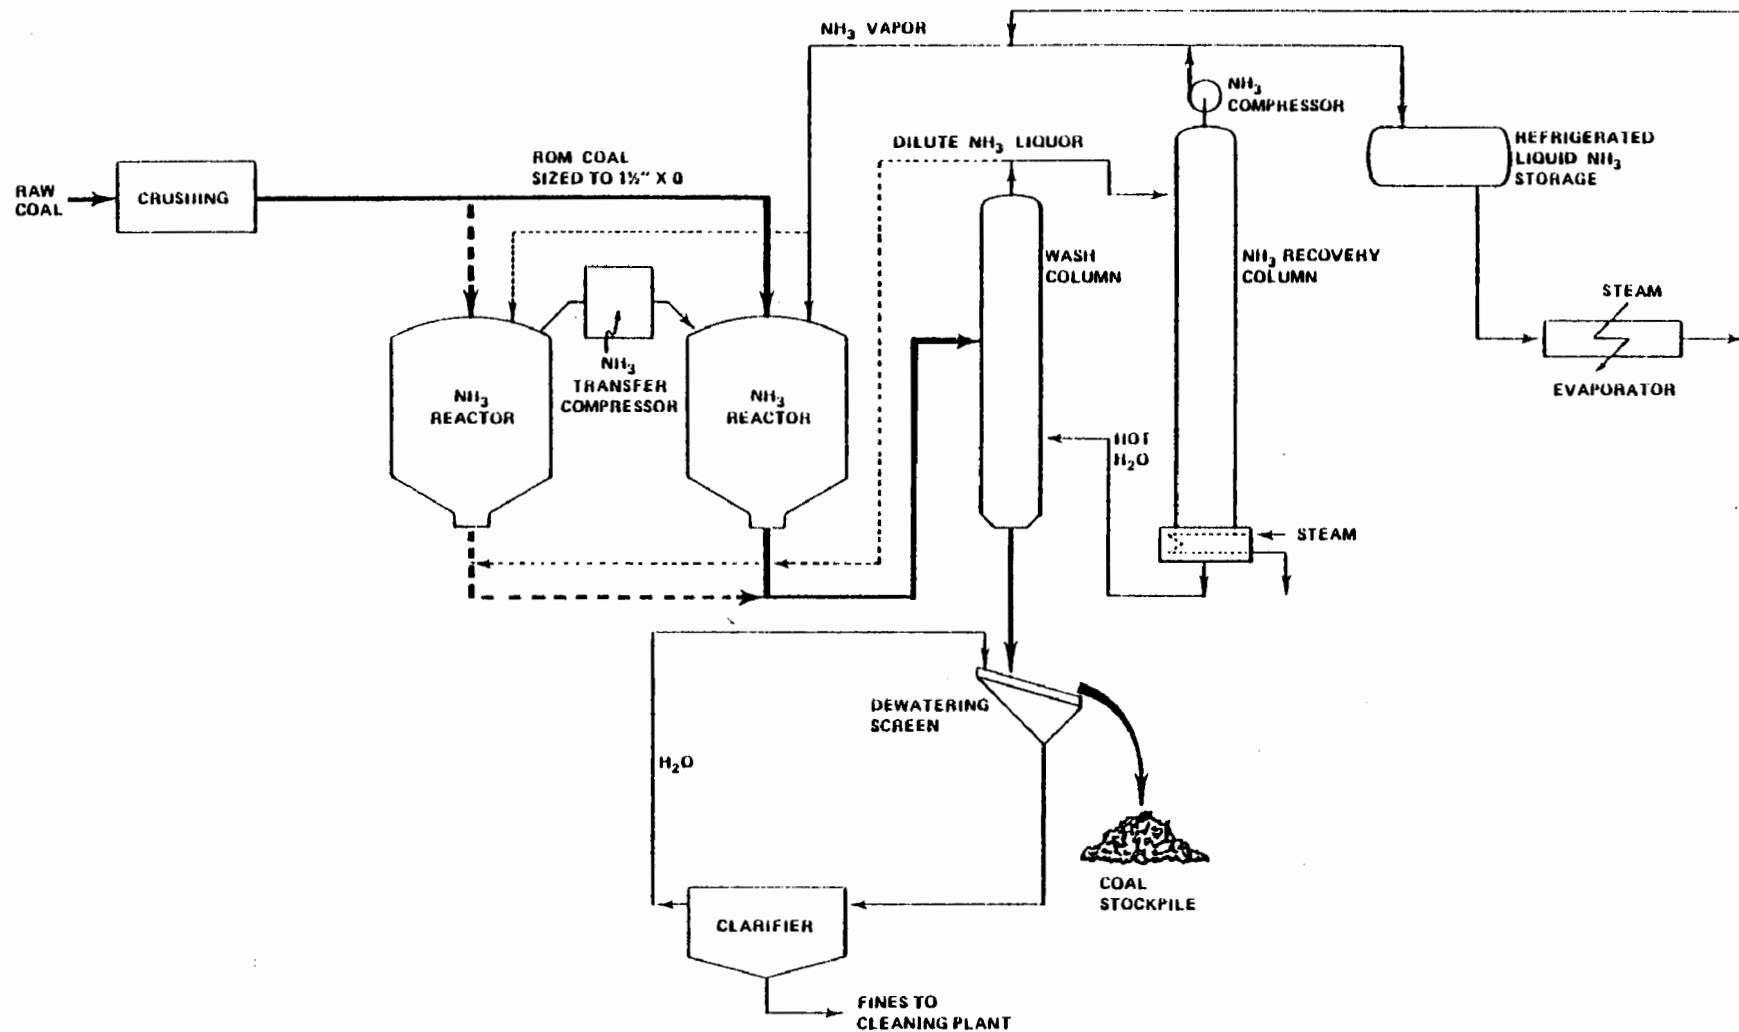 NH₃ VAPOR
NH₃
COMPRESSOR
DILUTE NH₃ LIQUOR
REFRIGERATED
LIQUID NH₃
STORAGE
ROM COAL
SIZED TO 1½" X 0
RAW
COAL
CRUSHING
WASH
COLUMN
NH₃ RECOVERY
COLUMN
STEAM
EVAPORATOR
NH₃
TRANSFER
COMPRESSOR
NH₃
REACTOR
NH₃
REACTOR
HOT
H₂O
STEAM
DEWATERING
SCREEN
H₂O
COAL
STOCKPILE
CLARIFIER
FINES TO
CLEANING PLANT